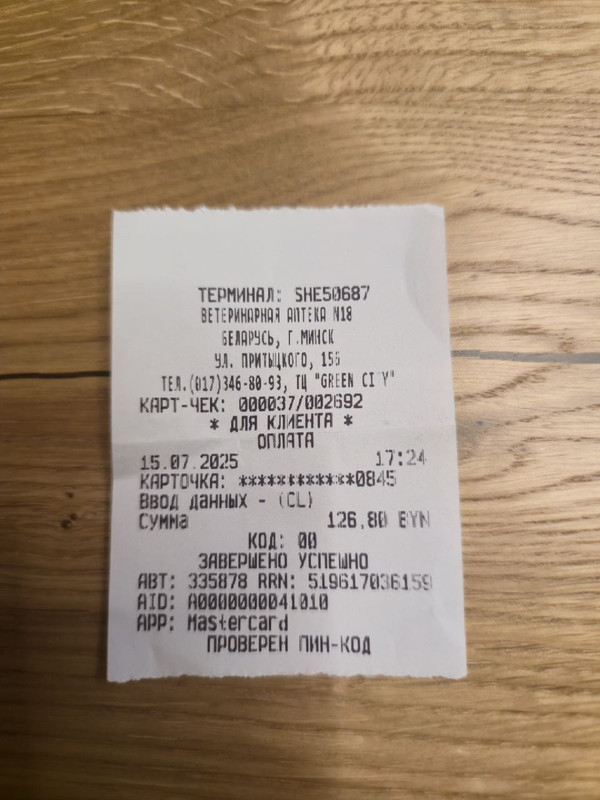 ТЕРМИНАЛ: SHE50687
ВЕТЕРИНАРНАЯ АПТЕКА N18
БЕЛАРУСЬ, Г.МИНСК
УЛ. ПРИТЫЦКОГО, 156
ТЕЛ.(017)346-80-93, ТЦ "GREEN CITY"
КАРТ-ЧЕК: 000037/002692
* ДЛЯ КЛИЕНТА *
ОПЛАТА
15.07.2025 17:24
КАРТОЧКА: ************0845
Ввод данных - (CL)
Сумма 126,80 BYN
КОД: 00
ЗАВЕРШЕНО УСПЕШНО
АВТ: 335878 RRN: 519617036159
AID: A0000000041010
APP: Mastercard
ПРОВЕРЕН ПИН-КОД